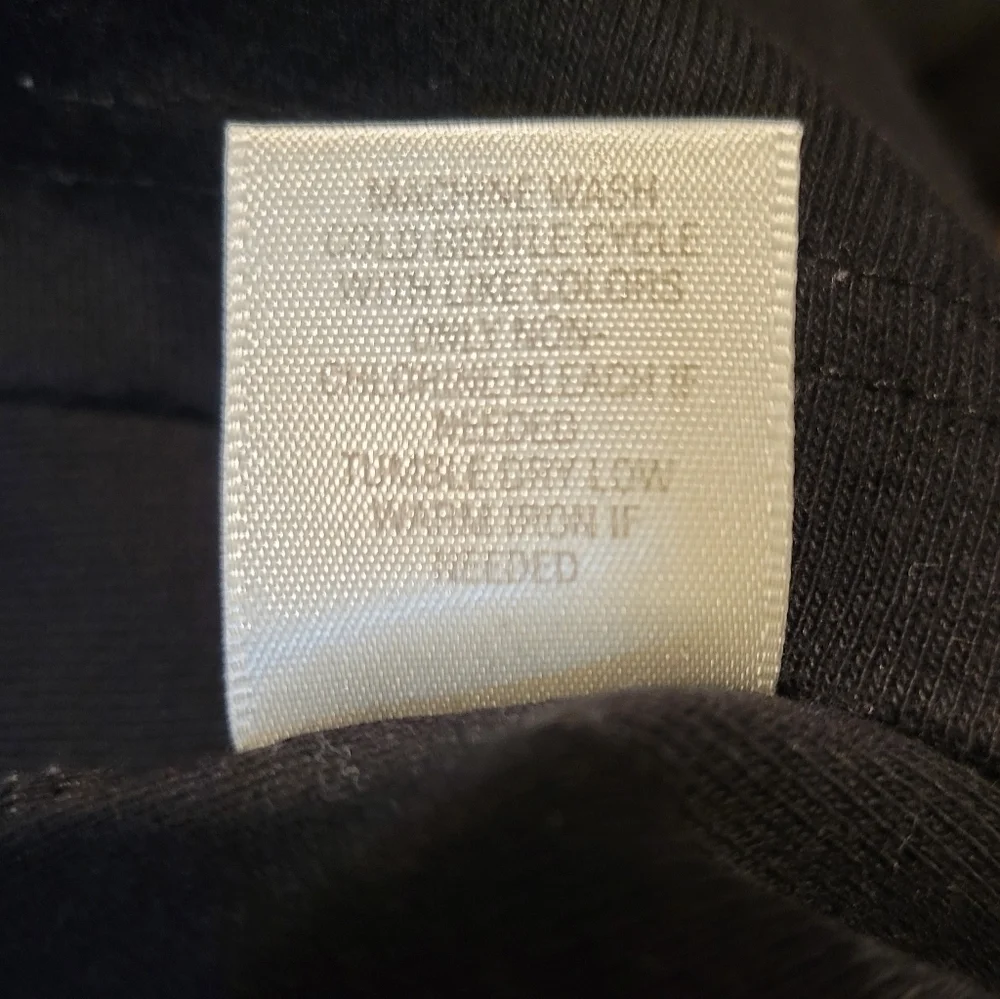 MACHINE WASH
COLD GENTLE CYCLE
WITH LIKE COLORS
ONLY NON-
CHLORINE BLEACH IF
NEEDED
TUMBLE DRY LOW
WARM IRON IF
NEEDED